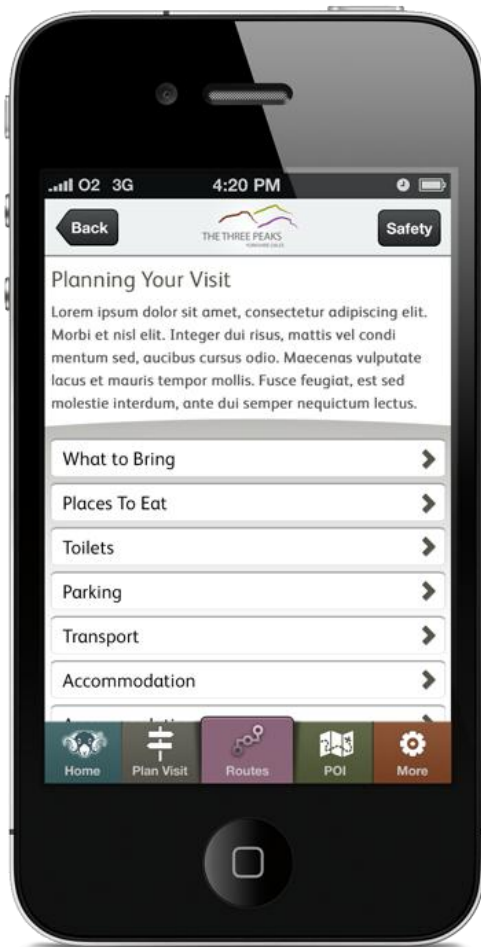 O2 3G 4:20 PM
Back
THE THREE PEAKS
YORKSHIRE DALES
Safety
Planning Your Visit
Lorem ipsum dolor sit amet, consectetur adipiscing elit.
Morbi et nisl elit. Integer dui risus, mattis vel condi
mentum sed, aucibus cursus odio. Maecenas vulputate
lacus et mauris tempor mollis. Fusce feugiat, est sed
molestie interdum, ante dui semper nequictum lectus.
What to Bring
Places To Eat
Toilets
Parking
Transport
Accommodation
Home Plan Visit Routes POI More